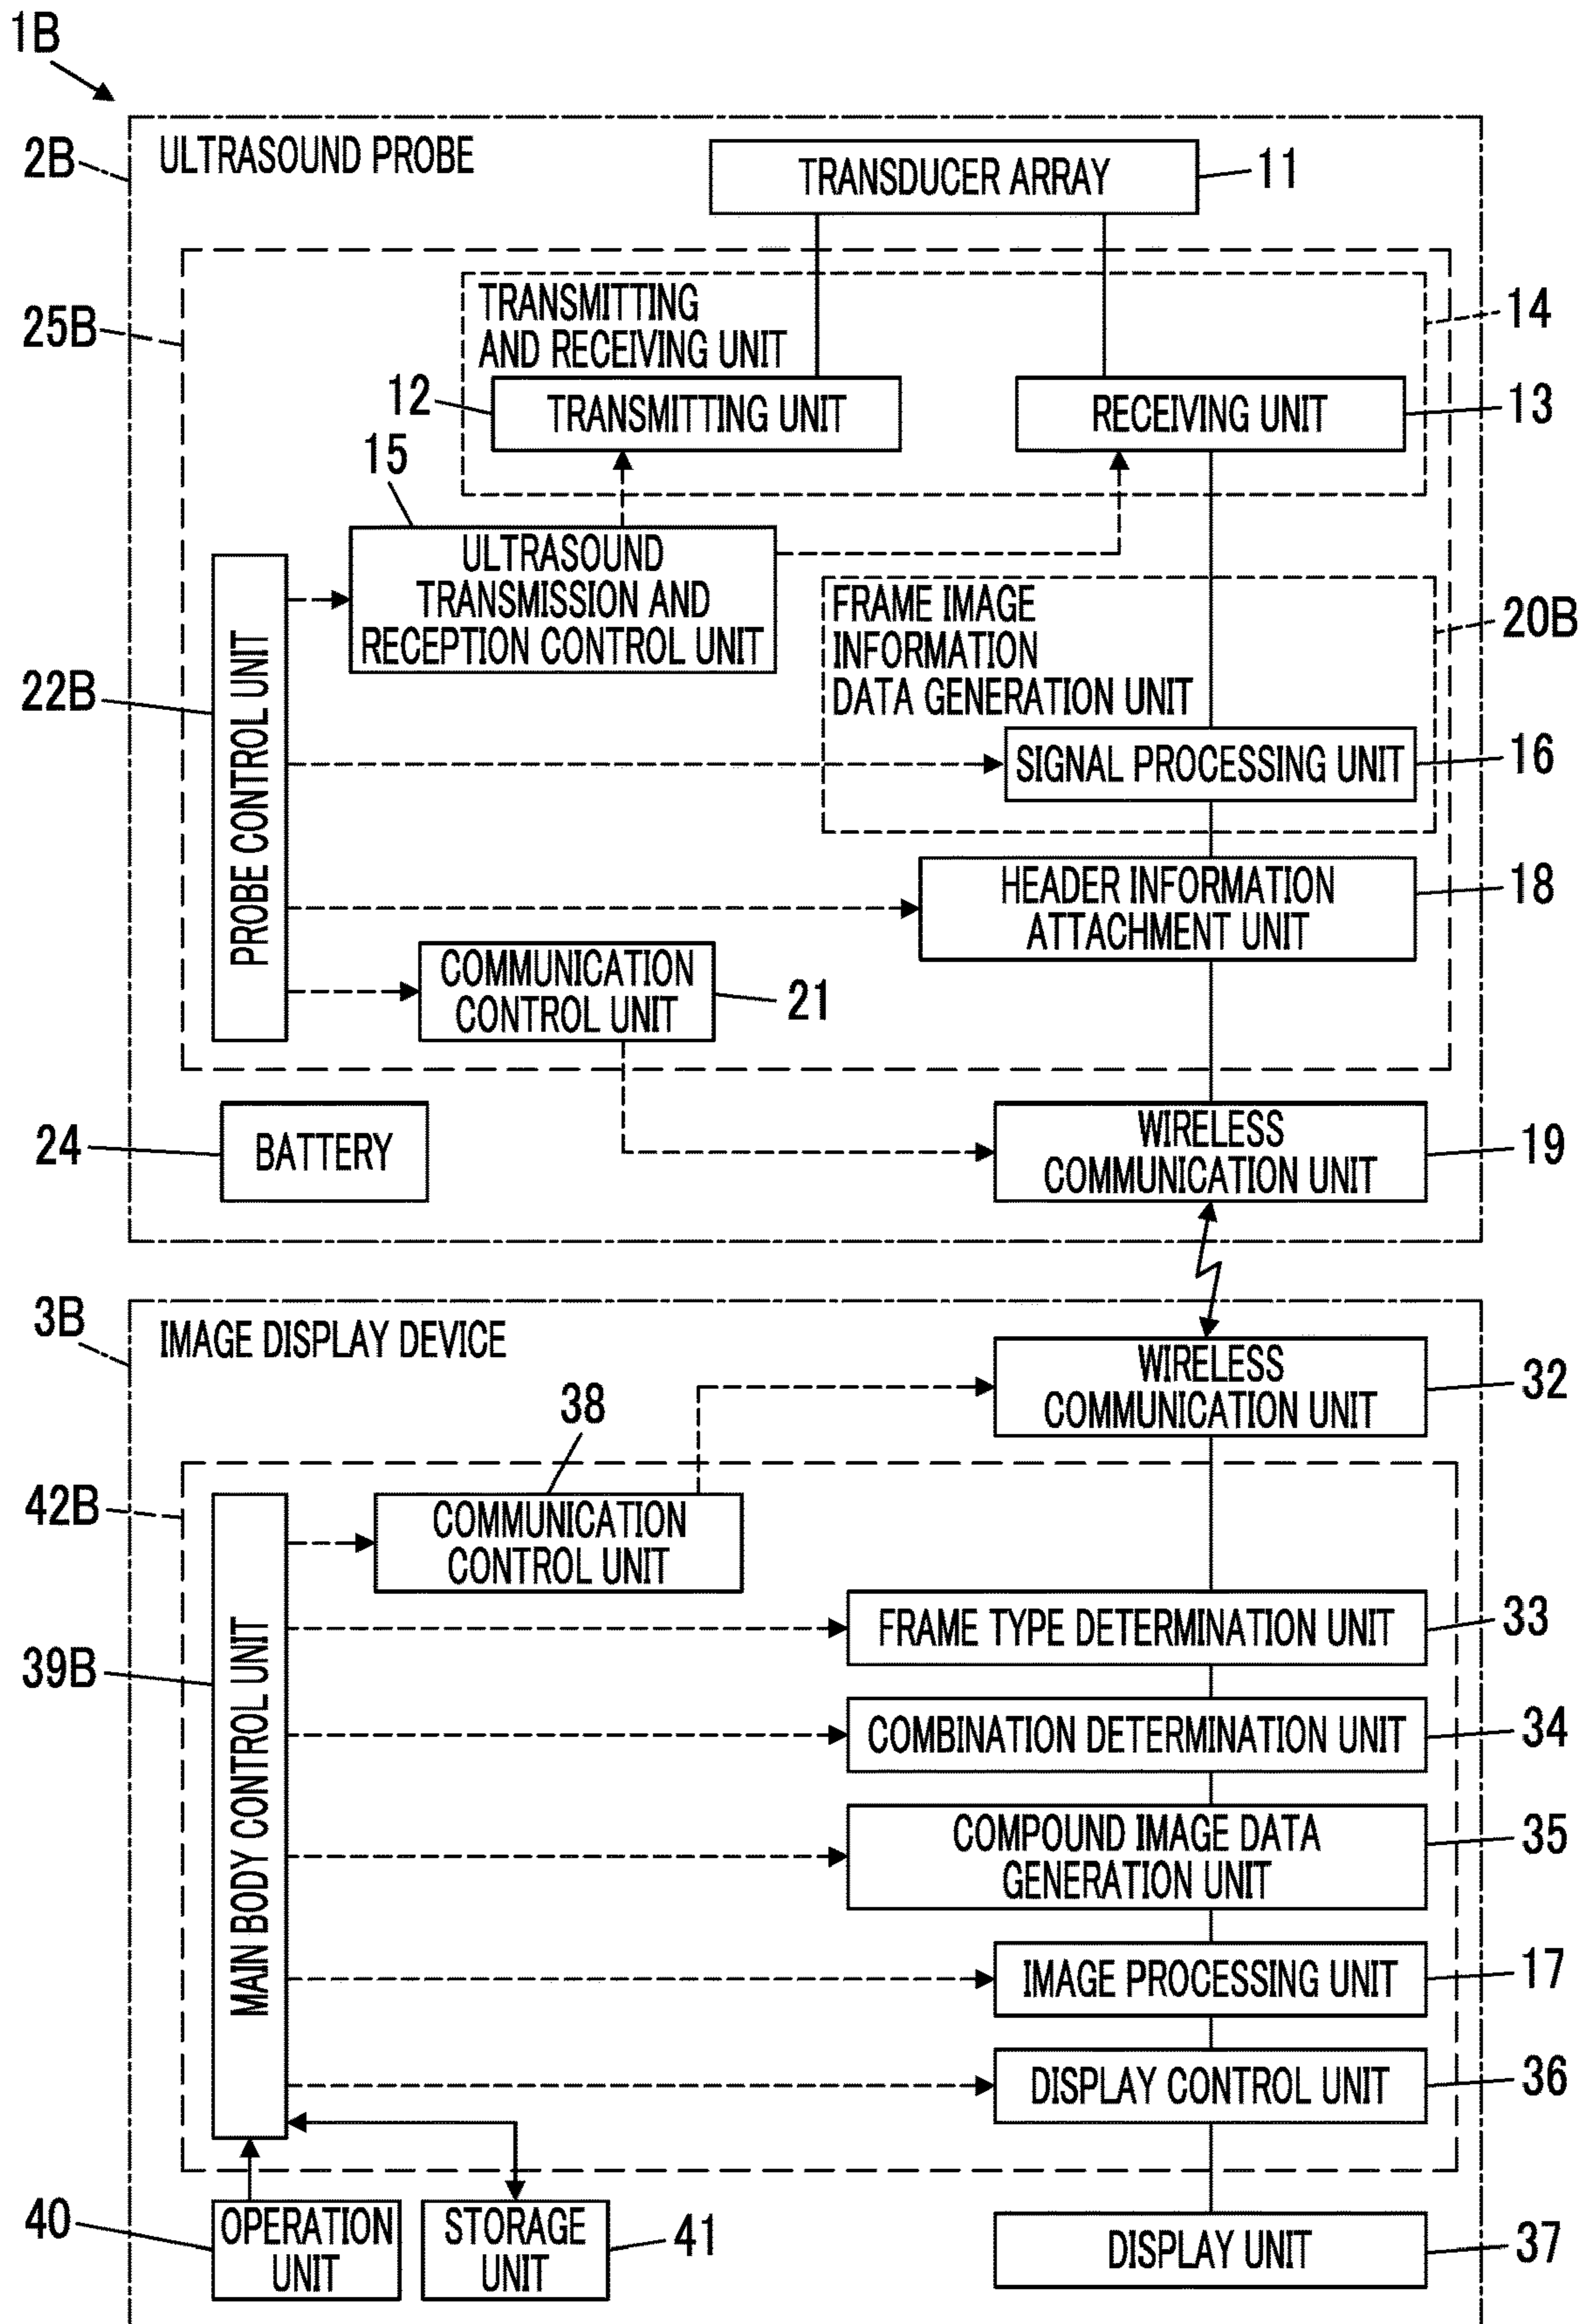 1B
2B
ULTRASOUND PROBE
TRANSDUCER ARRAY
11
25B
TRANSMITTING
AND RECEIVING UNIT
14
12
TRANSMITTING UNIT
RECEIVING UNIT
13
15
ULTRASOUND
TRANSMISSION AND
RECEPTION CONTROL UNIT
FRAME IMAGE
INFORMATION
DATA GENERATION UNIT
20B
22B
PROBE CONTROL UNIT
SIGNAL PROCESSING UNIT
16
HEADER INFORMATION
ATTACHMENT UNIT
18
COMMUNICATION
CONTROL UNIT
21
24
BATTERY
WIRELESS
COMMUNICATION UNIT
19
3B
IMAGE DISPLAY DEVICE
WIRELESS
COMMUNICATION UNIT
32
38
42B
COMMUNICATION
CONTROL UNIT
39B
MAIN BODY CONTROL UNIT
FRAME TYPE DETERMINATION UNIT
33
COMBINATION DETERMINATION UNIT
34
COMPOUND IMAGE DATA
GENERATION UNIT
35
IMAGE PROCESSING UNIT
17
DISPLAY CONTROL UNIT
36
40
OPERATION
UNIT
STORAGE
UNIT
41
DISPLAY UNIT
37